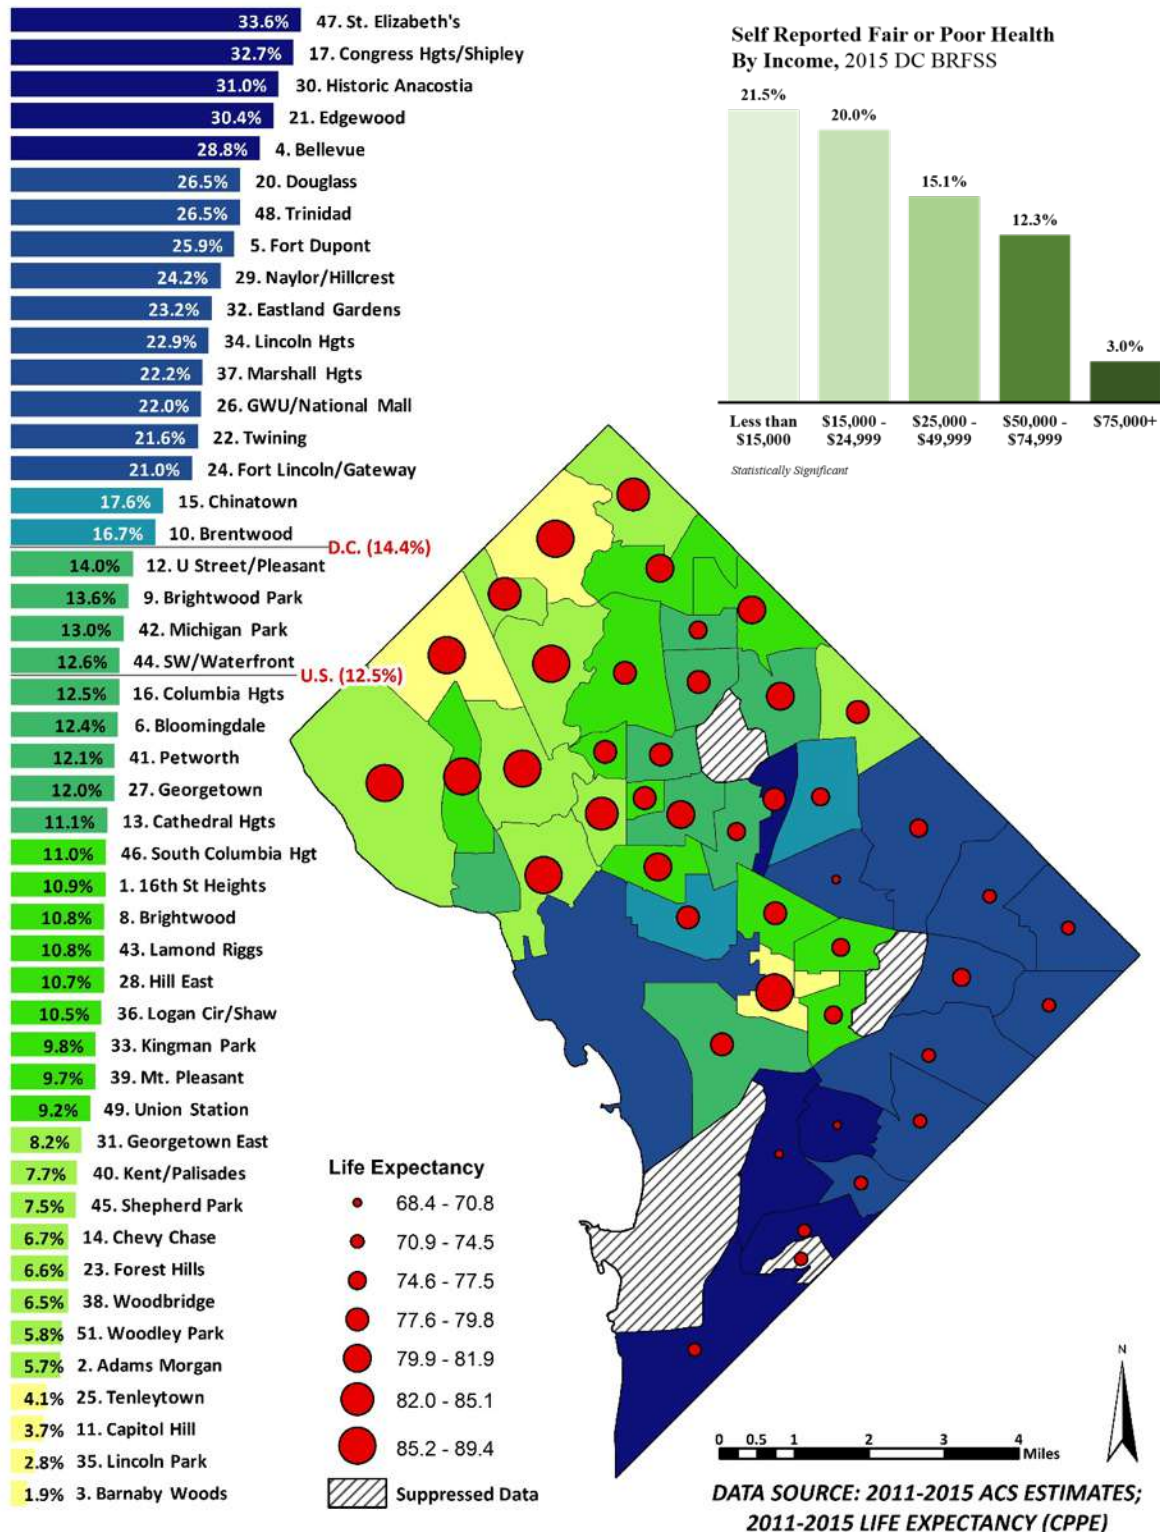 33.6% 47. St. Elizabeth's
32.7% 17. Congress Hgts/Shipley
31.0% 30. Historic Anacostia
30.4% 21. Edgewood
28.8% 4. Bellevue
26.5% 20. Douglass
26.5% 48. Trinidad
25.9% 5. Fort Dupont
24.2% 29. Naylor/Hillcrest
23.2% 32. Eastland Gardens
22.9% 34. Lincoln Hgts
22.2% 37. Marshall Hgts
22.0% 26. GWU/National Mall
21.6% 22. Twining
21.0% 24. Fort Lincoln/Gateway
17.6% 15. Chinatown
16.7% 10. Brentwood
D.C. (14.4%)
14.0% 12. U Street/Pleasant
13.6% 9. Brightwood Park
13.0% 42. Michigan Park
12.6% 44. SW/Waterfront
U.S. (12.5%)
12.5% 16. Columbia Hgts
12.4% 6. Bloomingdale
12.1% 41. Petworth
12.0% 27. Georgetown
11.1% 13. Cathedral Hgts
11.0% 46. South Columbia Hgt
10.9% 1. 16th St Heights
10.8% 8. Brightwood
10.8% 43. Lamond Riggs
10.7% 28. Hill East
10.5% 36. Logan Cir/Shaw
9.8% 33. Kingman Park
9.7% 39. Mt. Pleasant
9.2% 49. Union Station
8.2% 31. Georgetown East
7.7% 40. Kent/Palisades
7.5% 45. Shepherd Park
6.7% 14. Chevy Chase
6.6% 23. Forest Hills
6.5% 38. Woodbridge
5.8% 51. Woodley Park
5.7% 2. Adams Morgan
4.1% 25. Tenleytown
3.7% 11. Capitol Hill
2.8% 35. Lincoln Park
1.9% 3. Barnaby Woods
Self Reported Fair or Poor Health
By Income, 2015 DC BRFSS
21.5%
20.0%
15.1%
12.3%
3.0%
Less than $15,000 - $25,000 - $50,000 - $75,000+
$15,000 $24,999 $49,999 $74,999
Statistically Significant
Life Expectancy
68.4 - 70.8
70.9 - 74.5
74.6 - 77.5
77.6 - 79.8
79.9 - 81.9
82.0 - 85.1
85.2 - 89.4
Suppressed Data
N
0 0.5 1 2 3 4
Miles
DATA SOURCE: 2011-2015 ACS ESTIMATES;
2011-2015 LIFE EXPECTANCY (CPPE)